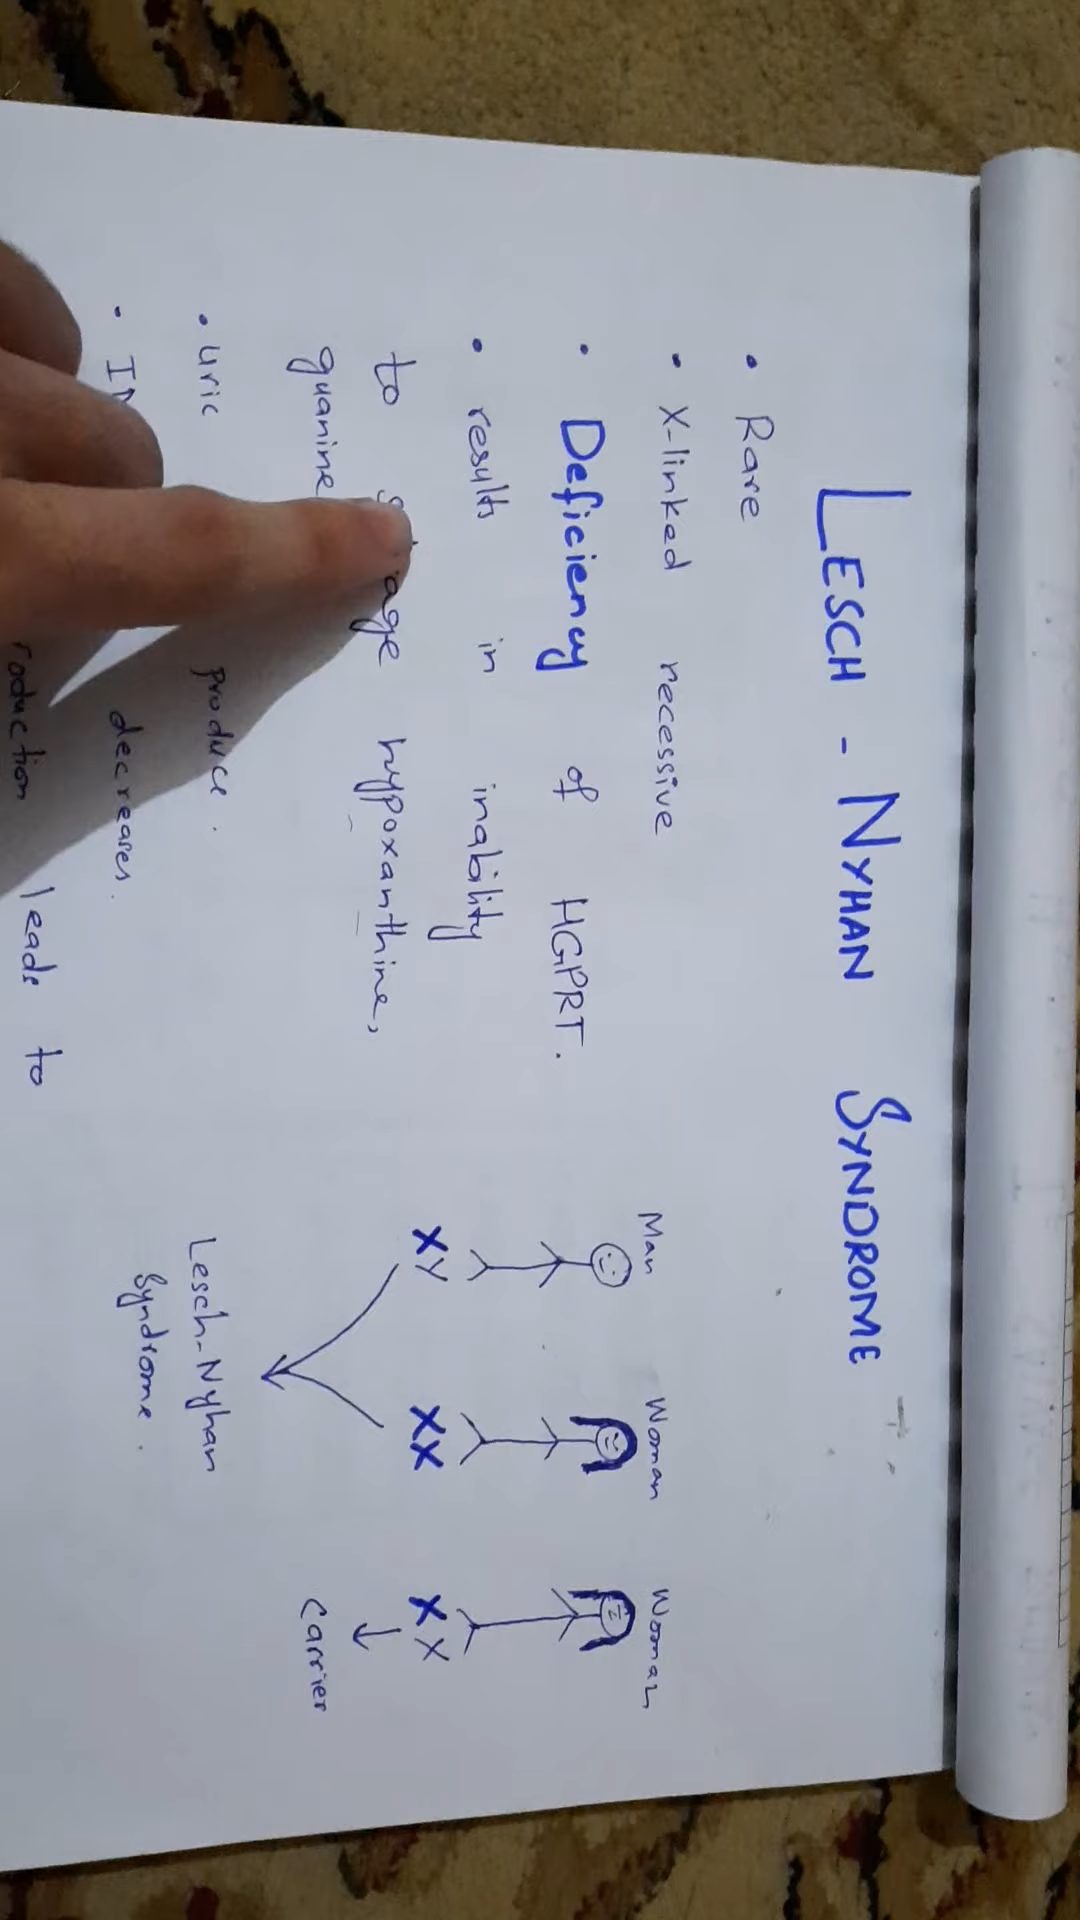 LESCH - NYHAN SYNDROME
• Rare
• X-linked recessive
• Deficiency of HGPRT.
• results in inability
to hypoxanthine,
guanine
• uric produce.
• decreases.
leads to
Man Woman Woman
XY XX XX
↓
Carrier
Lesch-Nyhan
Syndrome.